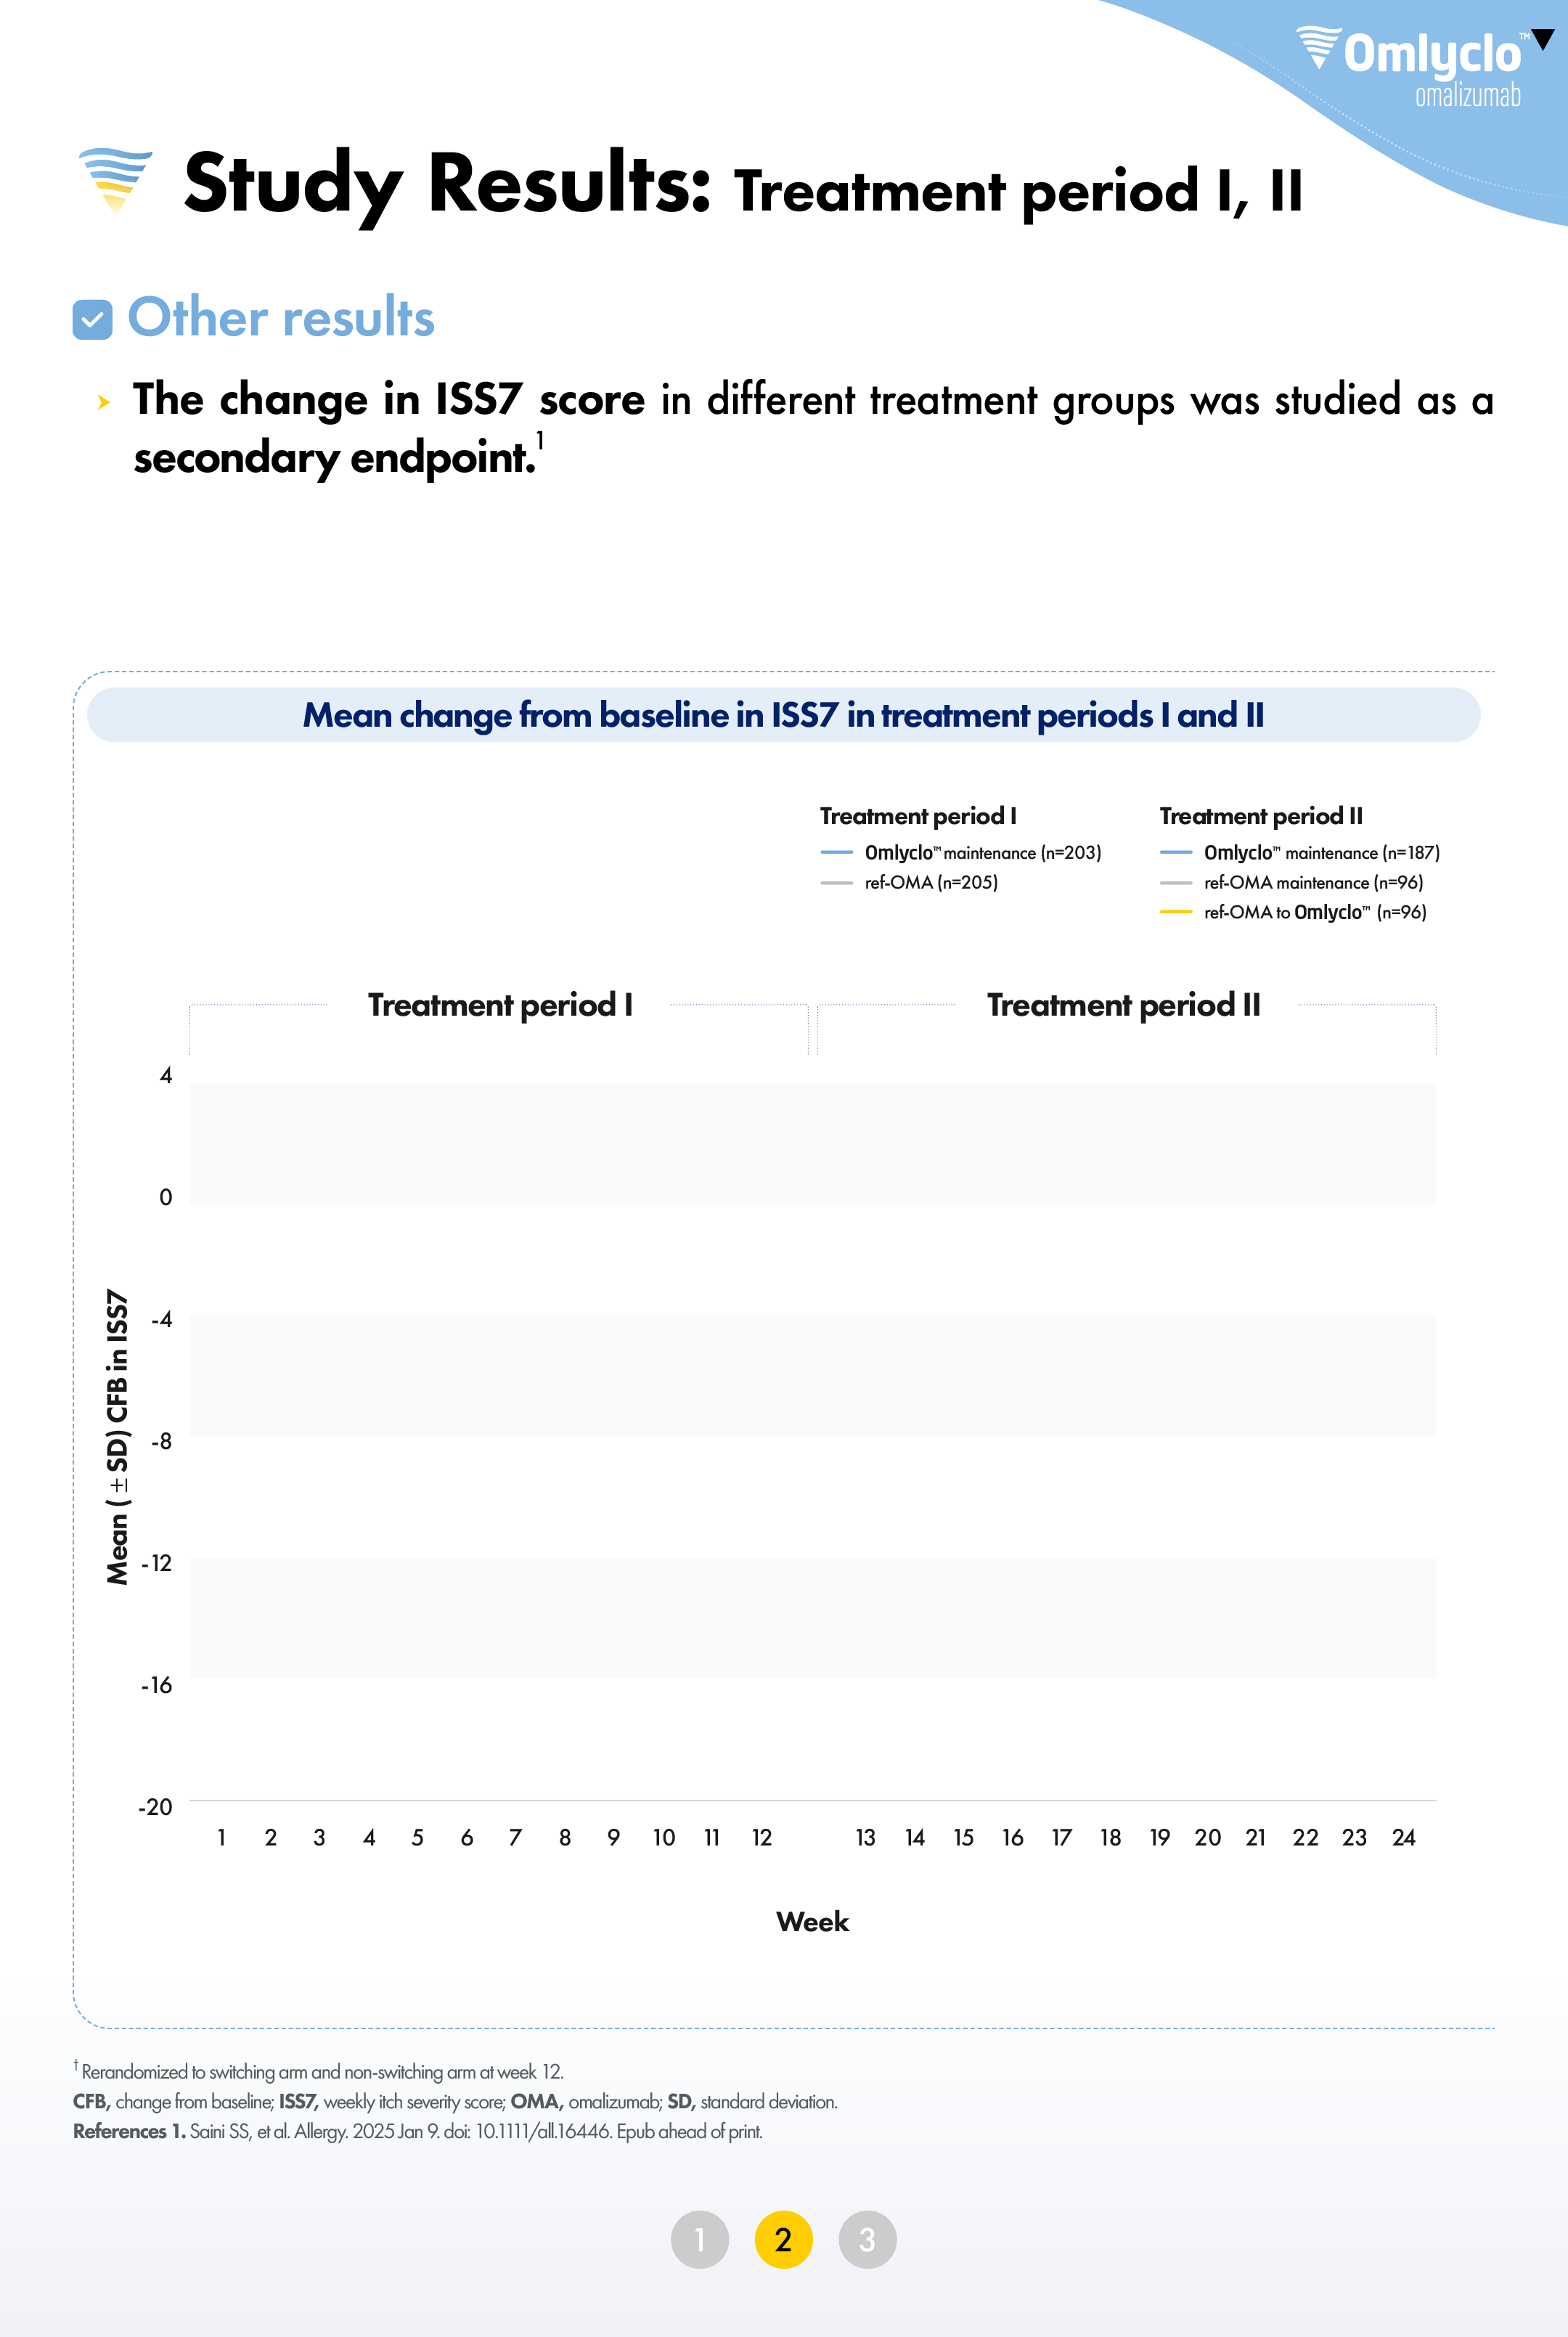 Omlyclo™▼
omalizumab
Study Results: Treatment period I, II
Other results
The change in ISS7 score in different treatment groups was studied as a
secondary endpoint.1
Mean change from baseline in ISS7 in treatment periods I and II
Treatment period I
Omlyclo™ maintenance (n=203)
ref-OMA (n=205)
Treatment period II
Omlyclo™ maintenance (n=187)
ref-OMA maintenance (n=96)
ref-OMA to Omlyclo™ (n=96)
Treatment period I
Treatment period II
Mean (± SD) CFB in ISS7
4
0
-4
-8
-12
-16
-20
1 2 3 4 5 6 7 8 9 10 11 12 13 14 15 16 17 18 19 20 21 22 23 24
Week
† Rerandomized to switching arm and non-switching arm at week 12.
CFB, change from baseline; ISS7, weekly itch severity score; OMA, omalizumab; SD, standard deviation.
References 1. Saini SS, et al. Allergy. 2025 Jan 9. doi: 10.1111/all.16446. Epub ahead of print.
1 2 3